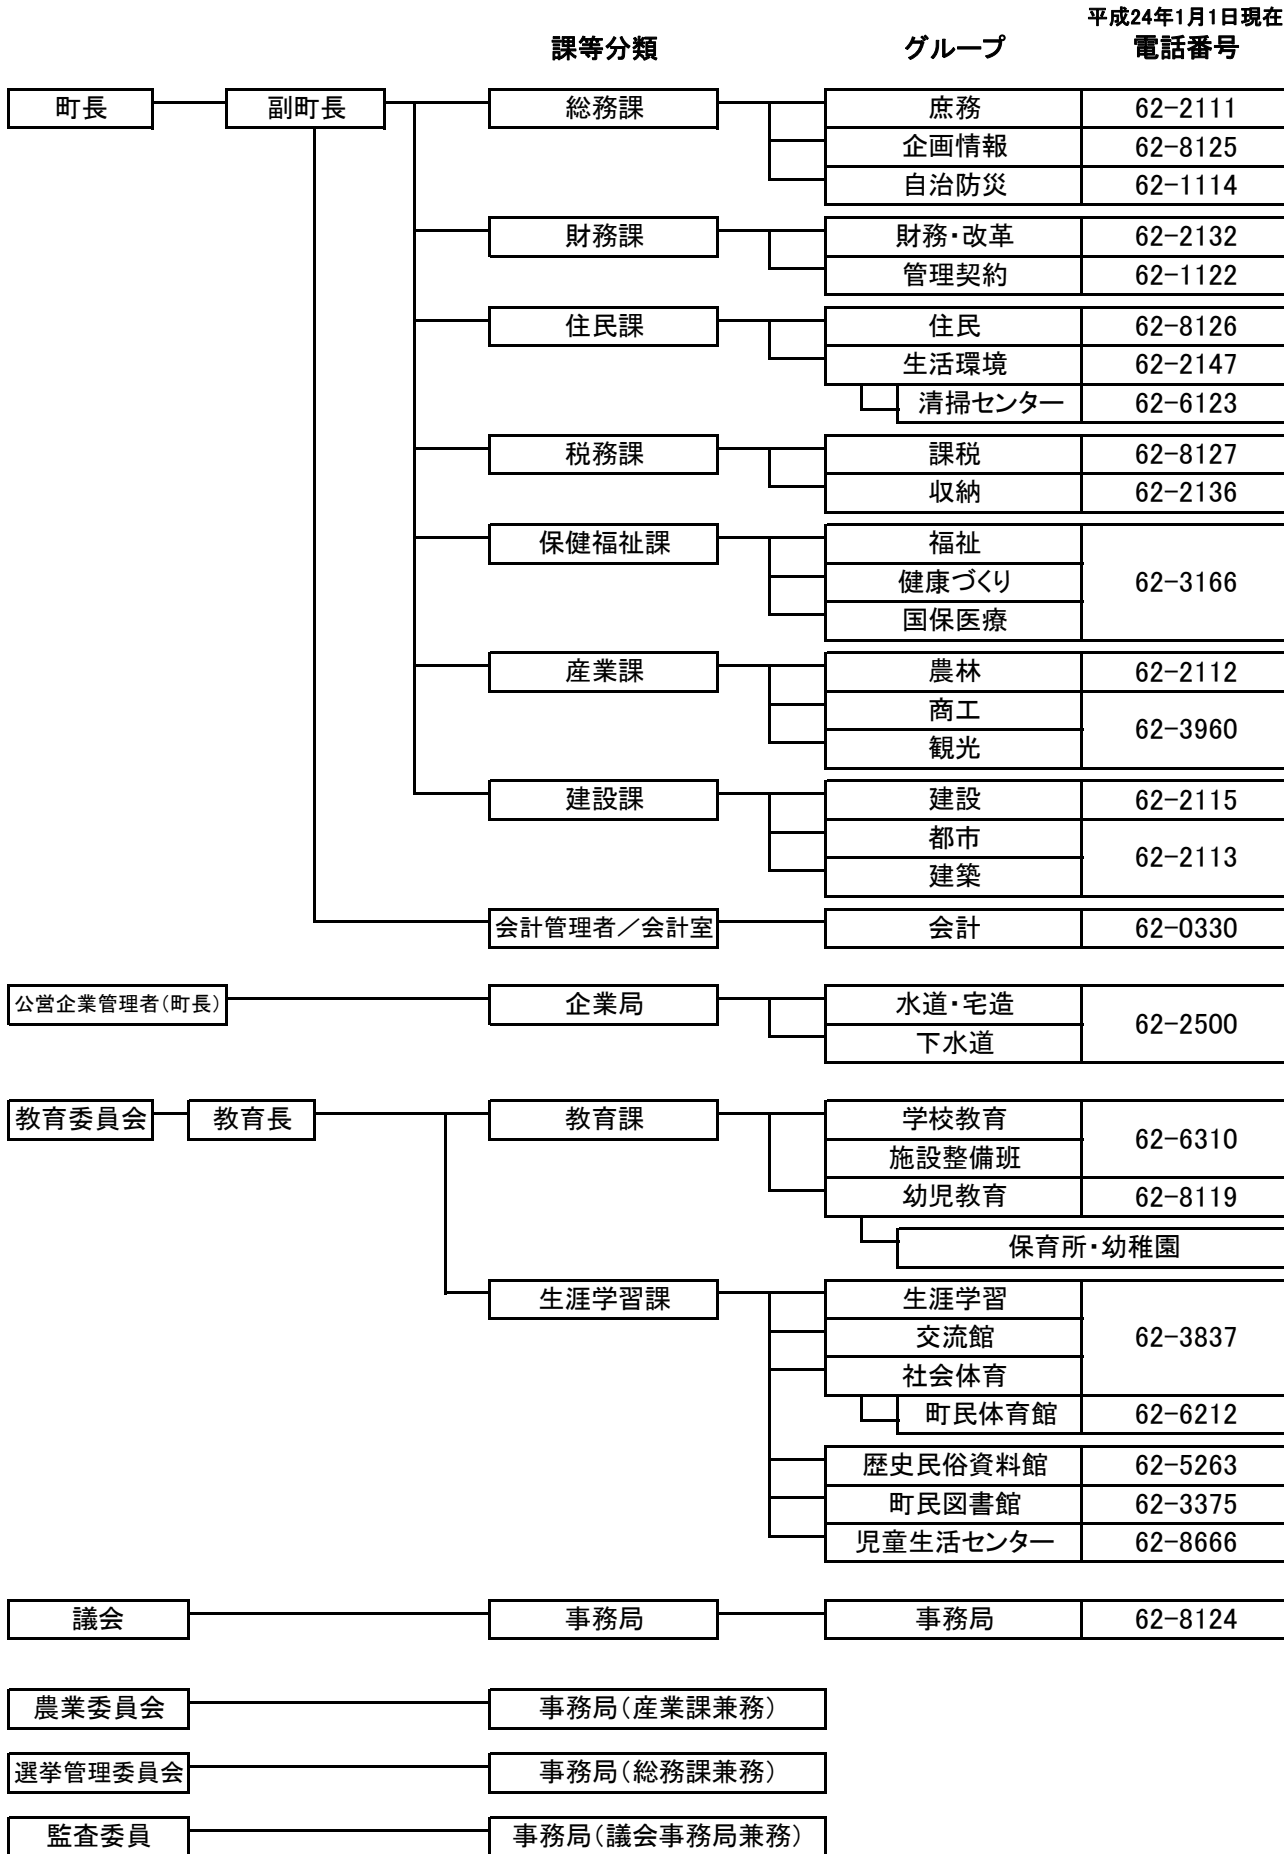 平成24年1月1日現在
課等分類 グループ 電話番号
町長 副町長 総務課 庶務 62-2111
企画情報 62-8125
自治防災 62-1114
財務課 財務・改革 62-2132
管理契約 62-1122
住民課 住民 62-8126
生活環境 62-2147
清掃センター 62-6123
税務課 課税 62-8127
収納 62-2136
保健福祉課 福祉
健康づくり 62-3166
国保医療
産業課 農林 62-2112
商工
62-3960
観光
建設課 建設 62-2115
都市
62-2113
建築
会計管理者／会計室 会計 62-0330
公営企業管理者(町長) 企業局 水道・宅造
62-2500
下水道
教育委員会 教育長 教育課 学校教育
62-6310
施設整備班
幼児教育 62-8119
保育所・幼稚園
生涯学習課 生涯学習
交流館 62-3837
社会体育
町民体育館 62-6212
歴史民俗資料館 62-5263
町民図書館 62-3375
児童生活センター 62-8666
議会 事務局 事務局 62-8124
農業委員会 事務局(産業課兼務)
選挙管理委員会 事務局(総務課兼務)
監査委員 事務局(議会事務局兼務)